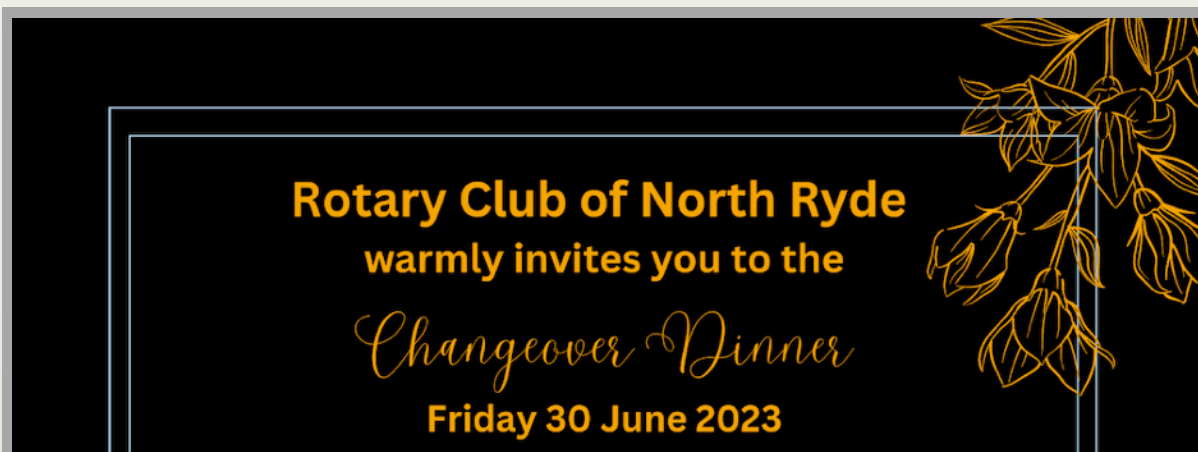 Rotary Club of North Ryde
warmly invites you to the
Changeover Dinner
Friday 30 June 2023